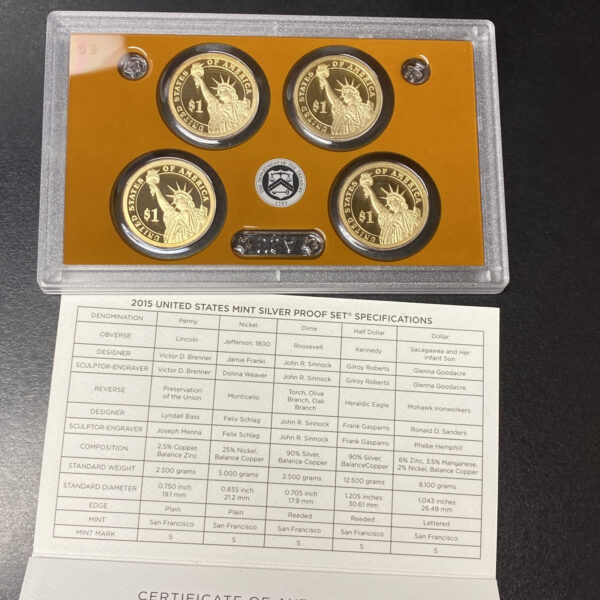 UNITED STATES OF AMERICA
$1
UNITED STATES OF AMERICA
$1
UNITED STATES OF AMERICA
$1
UNITED STATES OF AMERICA
$1
1789
2015 UNITED STATES MINT SILVER PROOF SET® SPECIFICATIONS
DENOMINATION Penny Nickel Dime Half Dollar Dollar
OBVERSE Lincoln Jefferson, 1800 Roosevelt Kennedy Sacagawea and Her
Infant Son
DESIGNER Victor D. Brenner Jamie Franki John R. Sinnock Gilroy Roberts Glenna Goodacre
SCULPTOR-ENGRAVER Victor D. Brenner Donna Weaver John R. Sinnock Gilroy Roberts Glenna Goodacre
REVERSE Preservation of the Union Monticello Torch, Olive Branch, Oak Branch Heraldic Eagle Mohawk Ironworkers
DESIGNER Lyndall Bass Felix Schlag John R. Sinnock Frank Gasparro Ronald D. Sanders
SCULPTOR-ENGRAVER Joseph Menna Felix Schlag John R. Sinnock Frank Gasparro Phebe Hemphill
COMPOSITION 2.5% Copper, Balance Zinc 25% Nickel, Balance Copper 90% Silver, Balance Copper 90% Silver, BalanceCopper 6% Zinc, 3.5% Manganese, 2% Nickel, Balance Copper
STANDARD WEIGHT 2.500 grams 5.000 grams 2.500 grams 12.500 grams 8.100 grams
STANDARD DIAMETER 0.750 inch 19.1 mm 0.835 inch 21.2 mm 0.705 inch 17.9 mm 1.205 inches 30.61 mm 1.043 inches 26.49 mm
EDGE Plain Plain Reeded Reeded Lettered
MINT San Francisco San Francisco San Francisco San Francisco San Francisco
MINT MARK S S S S S
CERTIFICATE OF